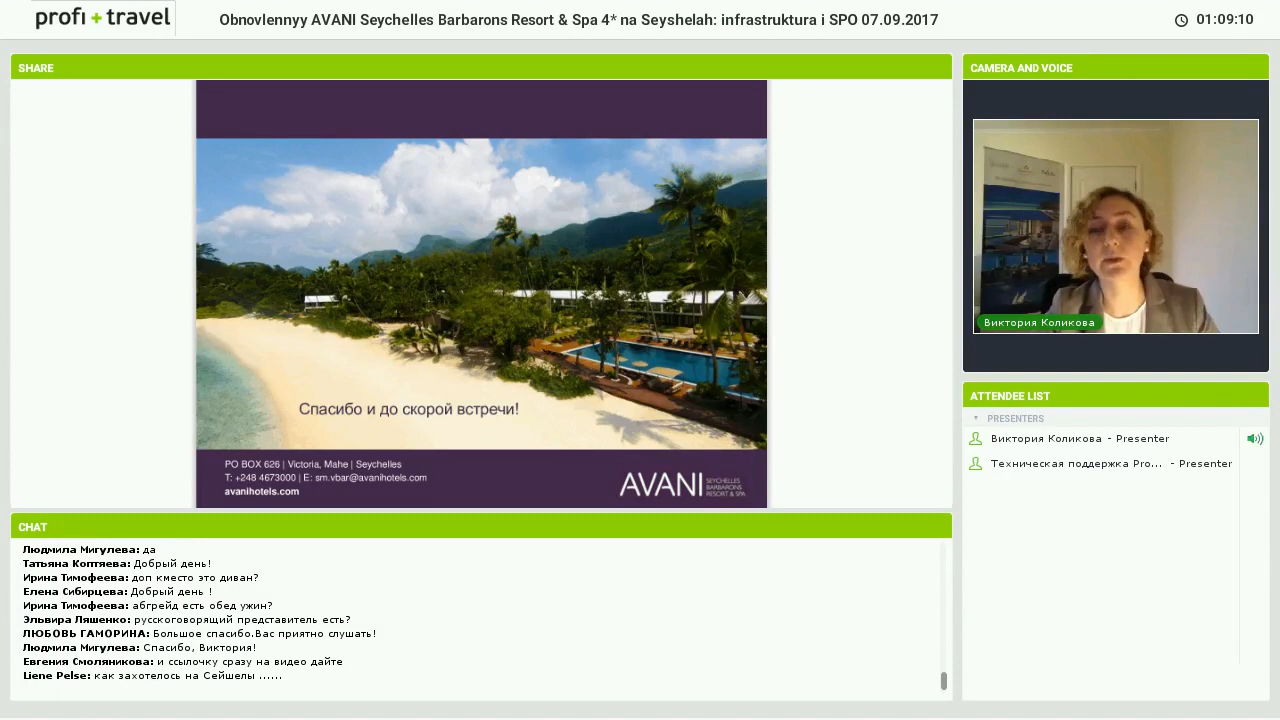 profi + travel
Obnovlennyy AVANI Seychelles Barbarons Resort & Spa 4* na Seyshelah: infrastruktura i SPO 07.09.2017
01:09:10
SHARE
Спасибо и до скорой встречи!
PO BOX 626 | Victoria, Mahe | Seychelles
T: +248 4673000 | E: sm.vbar@avanihotels.com
avanihotels.com
AVANI SEYCHELLES
BARBARONS
RESORT & SPA
CAMERA AND VOICE
Виктория Коликова
ATTENDEE LIST
PRESENTERS
Виктория Коликова - Presenter
Техническая поддержка Pro... - Presenter
CHAT
Людмила Мигулева: да
Татьяна Коптяева: Добрый день!
Ирина Тимофеева: доп кместо это диван?
Елена Сибирцева: Добрый день !
Ирина Тимофеева: абгрейд есть обед ужин?
Эльвира Ляшенко: русскоговорящий представитель есть?
ЛЮБОВЬ ГАМОРИНА: Большое спасибо.Вас приятно слушать!
Людмила Мигулева: Спасибо, Виктория!
Евгения Смоляникова: и ссылочку сразу на видео дайте
Liene Pelse: как захотелось на Сейшелы ......